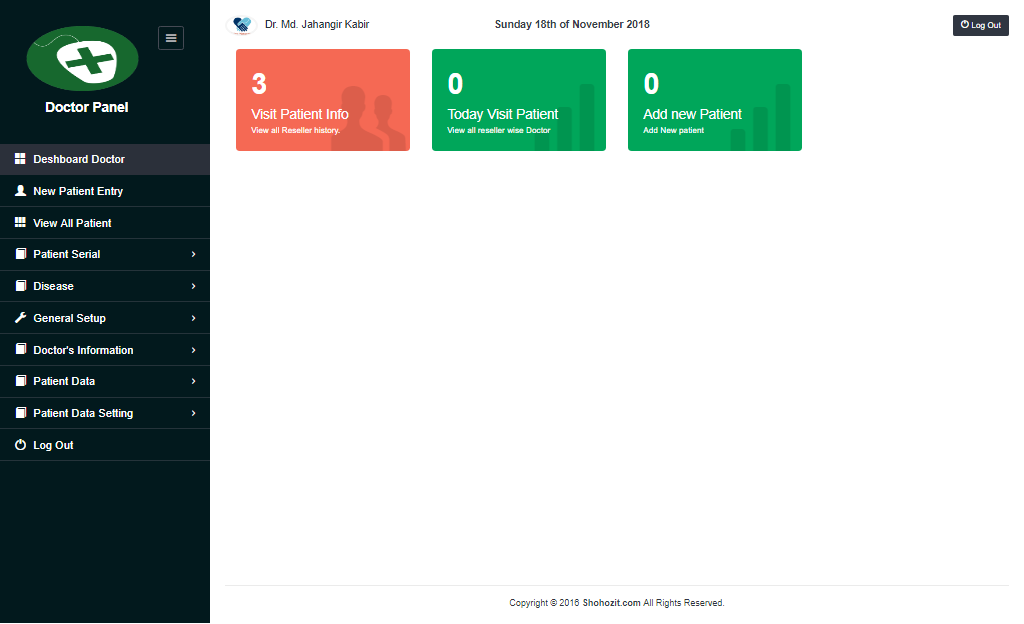 Doctor Panel
Deshboard Doctor
New Patient Entry
View All Patient
Patient Serial
Disease
General Setup
Doctor's Information
Patient Data
Patient Data Setting
Log Out
Dr. Md. Jahangir Kabir
Sunday 18th of November 2018
Log Out
3
Visit Patient Info
View all Reseller history.
0
Today Visit Patient
View all reseller wise Doctor
0
Add new Patient
Add New patient
Copyright © 2016 Shohozit.com All Rights Reserved.